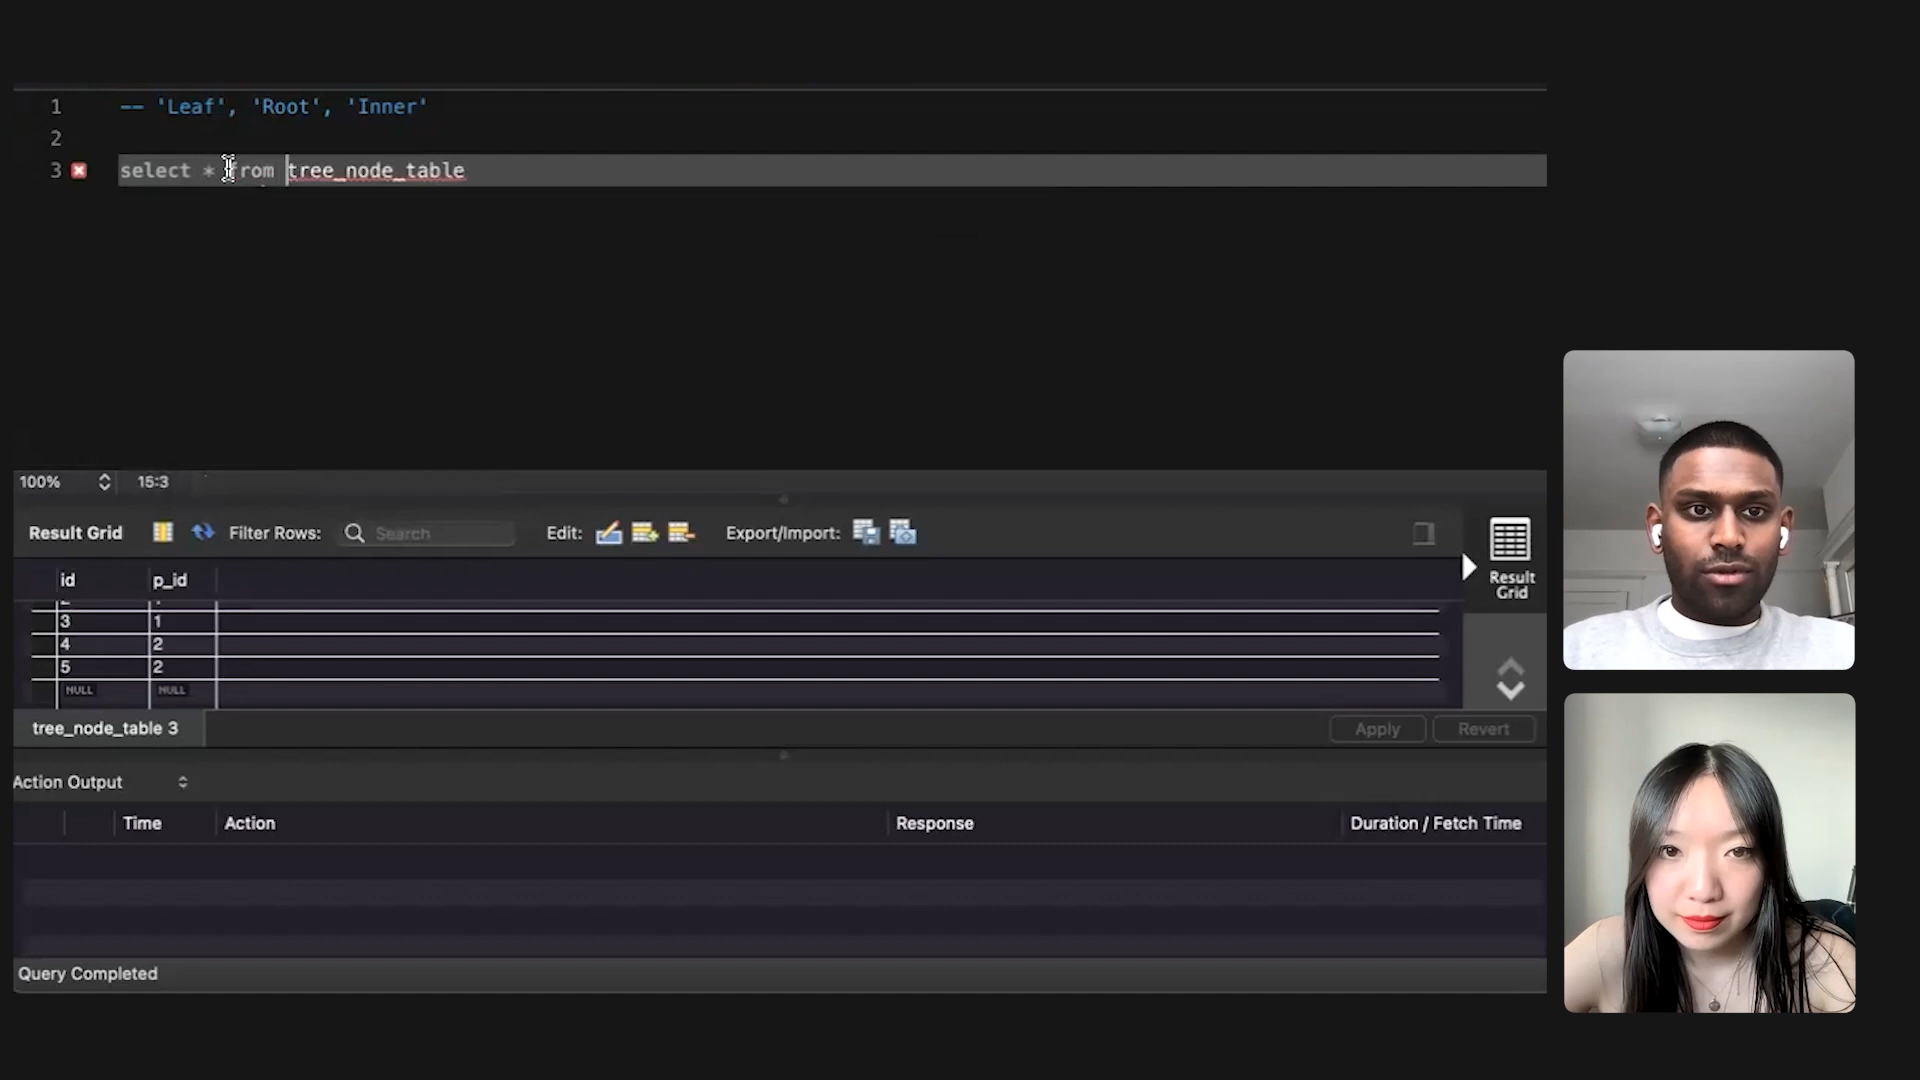 1 -- 'Leaf', 'Root', 'Inner'
2
3 select * from tree_node_table
100% 15:3
Result Grid Filter Rows: Search Edit: Export/Import:
Result Grid
id p_id
3 1
4 2
5 2
NULL NULL
tree_node_table 3 Apply Revert
Action Output
Time Action Response Duration / Fetch Time
Query Completed